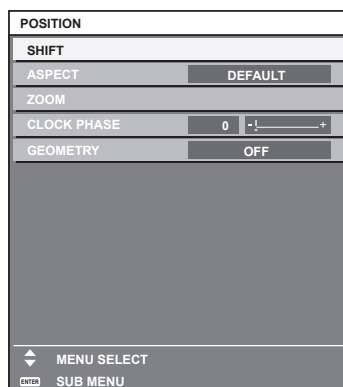 POSITION
SHIFT
ASPECT DEFAULT
ZOOM
CLOCK PHASE 0 - +
GEOMETRY OFF
MENU SELECT
ENTER SUB MENU